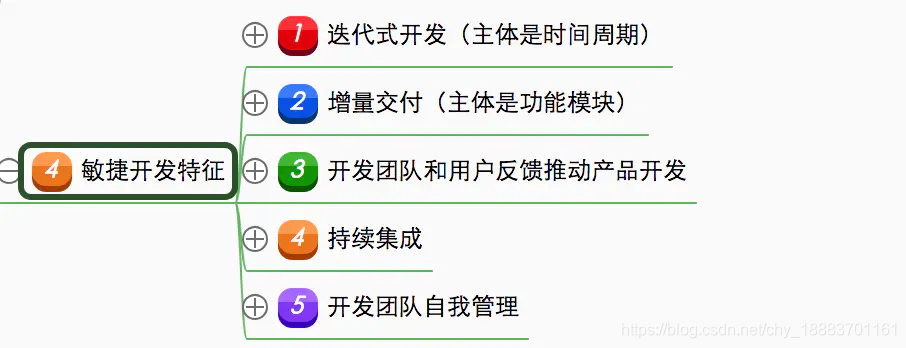 1 迭代式开发（主体是时间周期）
2 增量交付（主体是功能模块）
4 敏捷开发特征
3 开发团队和用户反馈推动产品开发
4 持续集成
5 开发团队自我管理
https://blog.csdn.net/chy_18883701161